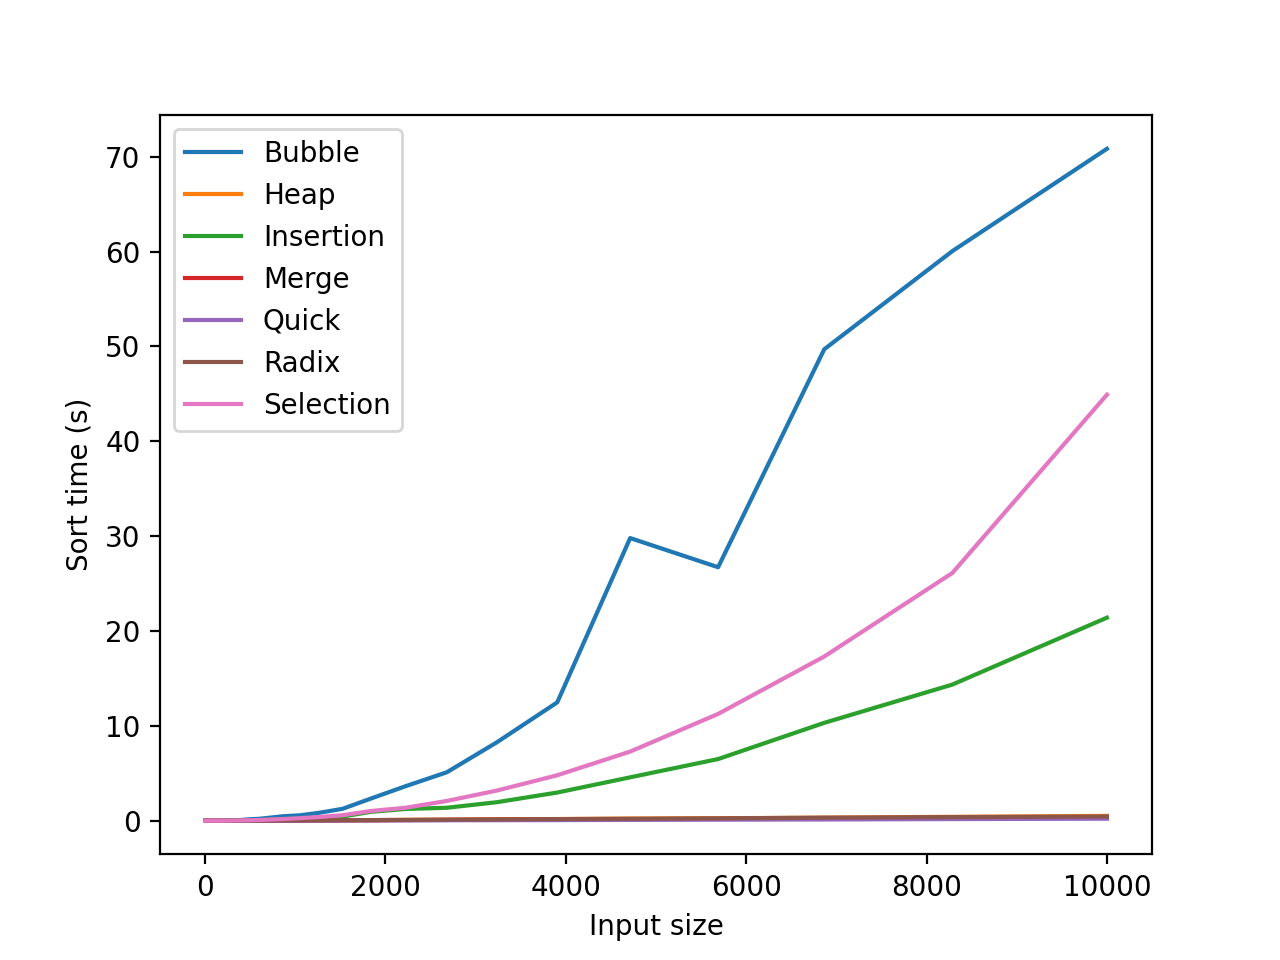 Bubble
Heap
Insertion
Merge
Quick
Radix
Selection
Sort time (s)
70
60
50
40
30
20
10
0
0 2000 4000 6000 8000 10000
Input size